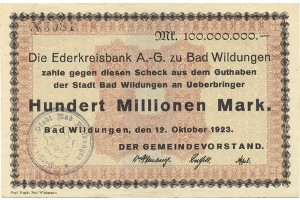 Mk. 100.000.000.—
Die Ederkreisbank A.-G. zu Bad Wildungen
zahle gegen diesen Scheck aus dem Guthaben
der Stadt Bad Wildungen an Ueberbringer
Hundert Millionen Mark.
Bad Wildungen, den 12. Oktober 1923.
DER GEMEINDEVORSTAND.